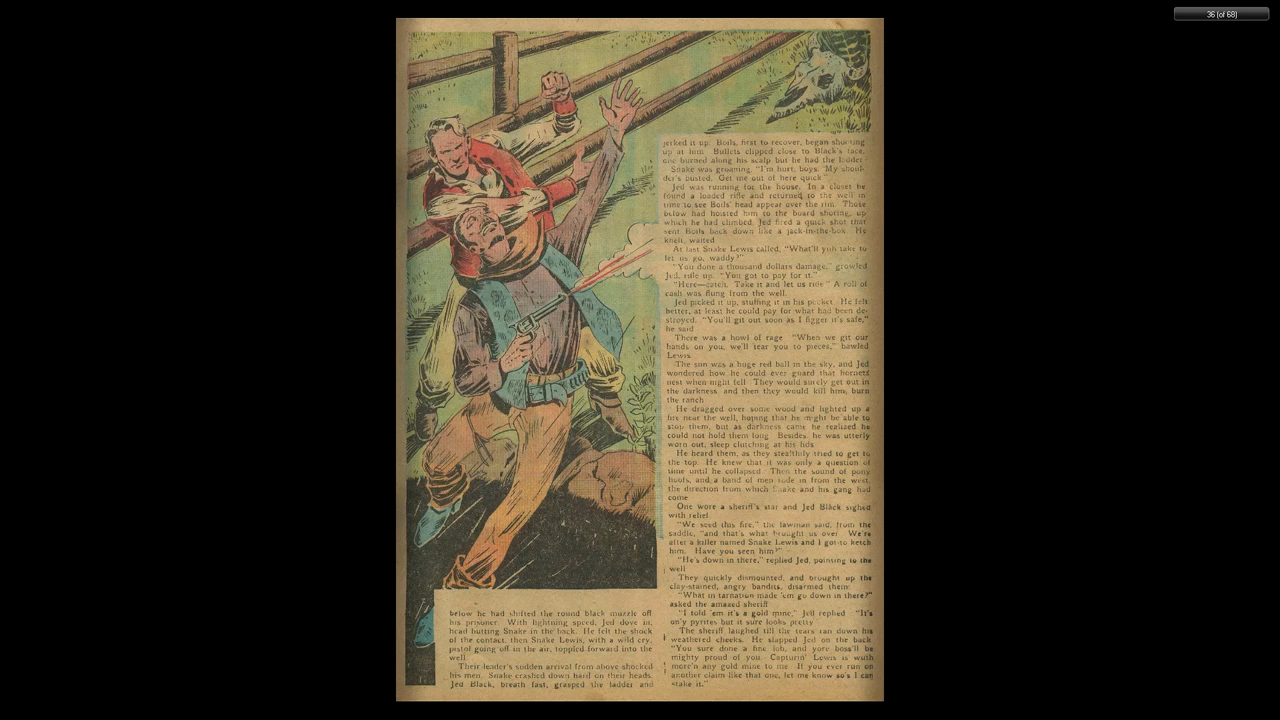 36 (of 68)
below he had shifted the round black muzzle off
his prisoner. With lightning speed, Jed dove in,
head butting Snake in the back. He felt the shock
of the contact, then Snake Lewis, with a wild cry,
pistol going off in the air, toppled forward into the
well.
Their leader's sudden arrival from above shocked
his men. Snake crashed down hard on their heads.
Jed Black, breath fast, grasped the ladder and
jerked it up. Boils, first to recover, began shooting
up at him. Bullets clipped close to Black's face,
one burned along his scalp but he had the ladder.
Snake was groaning, "I'm hurt, boys. My shoul-
der's busted. Get me out of here quick."
Jed was running for the house. In a closet he
found a loaded rifle and returned to the well in
time to see Boils' head appear over the rim. Those
below had hoisted him to the board shoring, up
which he had climbed. Jed fired a quick shot that
sent Boils back down like a jack-in-the-box. He
knelt, waited
At last Snake Lewis called, "What'll yuh take to
let us go, waddy?"
"You done a thousand dollars damage," growled
Jed, rifle up. "You got to pay for it."
"Here—catch. Take it and let us ride" A roll of
cash was flung from the well.
Jed picked it up, stuffing it in his pocket. He felt
better, at least he could pay for what had been de-
stroyed. "You'll git out soon as I figger it's safe,"
he said
There was a howl of rage "When we git our
hands on you, we'll tear you to pieces," bawled
Lewis.
The sun was a huge red ball in the sky, and Jed
wondered how he could ever guard that hornets
nest when night fell They would surely get out in
the darkness and then they would kill him, burn
the ranch
He dragged over some wood and lighted up a
fire near the well, hoping that he might be able to
stop them, but as darkness came he realized he
could not hold them long Besides, he was utterly
worn out, sleep clutching at his lids
He heard them, as they stealthily tried to get to
the top. He knew that it was only a question of
time until he collapsed. Then the sound of pony
hoofs, and a band of men rode in from the west,
the direction from which Snake and his gang had
come
One wore a sheriff's star and Jed Black sighed
with relief.
"We seed this fire," the lawman said, from the
saddle, "and that's what brought us over We're
after a killer named Snake Lewis and I got to ketch
him. Have you seen him?"
"He's down in there," replied Jed, pointing to the
well
They quickly dismounted, and brought up the
clay-stained, angry bandits, disarmed them
"What in tarnation made 'em go down in there?"
asked the amazed sheriff
"I told 'em it's a gold mine," Jed replied "It's
on'y pyrites but it sure looks pretty
The sheriff laughed till the tears ran down his
weathered cheeks. He slapped Jed on the back
"You sure done a fine job, and yore boss'll be
mighty proud of you. Capturin' Lewis is wuth
more'n any gold mine to me If you ever run on
another claim like that one, let me know so's I can
stake it."